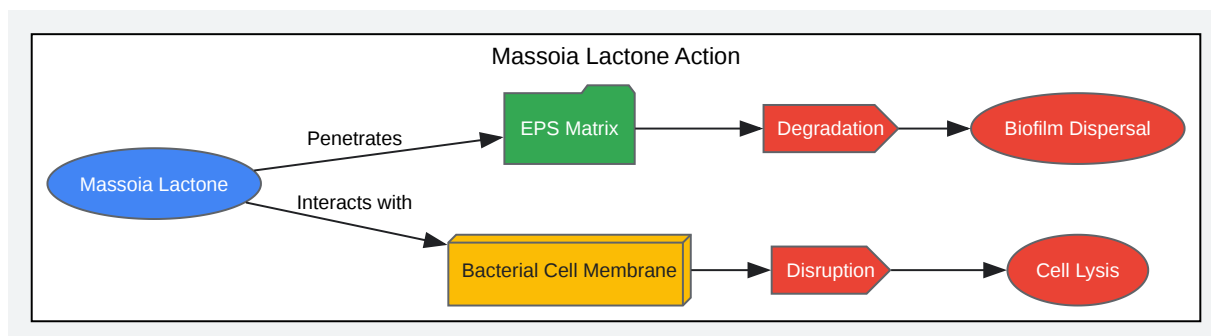 Massoia Lactone Action
Massoia Lactone
Penetrates
EPS Matrix
Degradation
Biofilm Dispersal
Interacts with
Bacterial Cell Membrane
Disruption
Cell Lysis